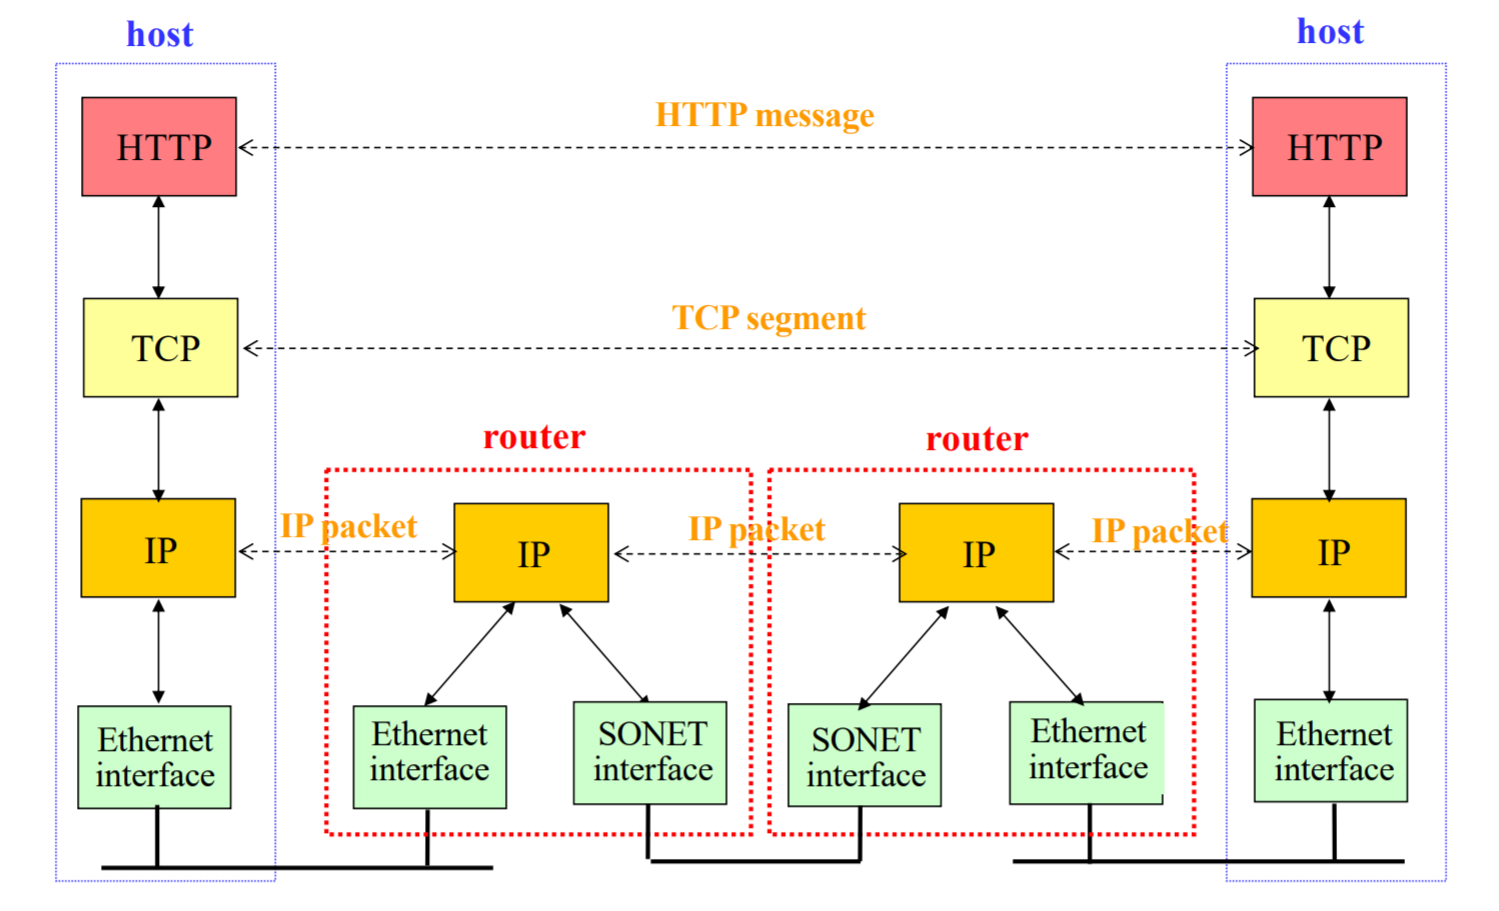 host
host
HTTP
HTTP message
HTTP
TCP
TCP segment
TCP
router
router
IP
IP packet
IP
IP packet
IP
IP packet
IP
Ethernet
interface
Ethernet
interface
SONET
interface
SONET
interface
Ethernet
interface
Ethernet
interface